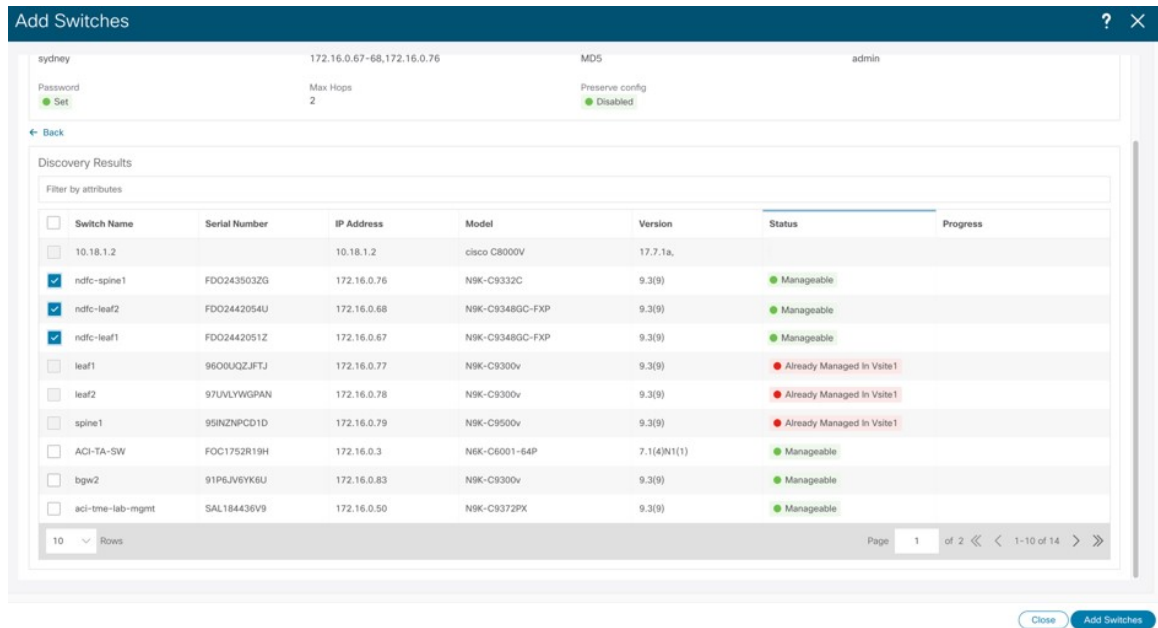 Add Switches ?
sydney 172.16.0.67-68,172.16.0.76 MD5 admin
Password Max Hops Preserve config
Set 2 Disabled
← Back
Discovery Results
Filter by attributes
Switch Name Serial Number IP Address Model Version Status Progress
10.18.1.2 10.18.1.2 cisco C8000V 17.7.1a,
ndfc-spine1 FDO243503ZG 172.16.0.76 N9K-C9332C 9.3(9) Manageable
ndfc-leaf2 FDO2442054U 172.16.0.68 N9K-C9348GC-FXP 9.3(9) Manageable
ndfc-leaf1 FDO2442051Z 172.16.0.67 N9K-C9348GC-FXP 9.3(9) Manageable
leaf1 96O0UQZJFTJ 172.16.0.77 N9K-C9300v 9.3(9) Already Managed In Vsite1
leaf2 97UVLYWGPAN 172.16.0.78 N9K-C9300v 9.3(9) Already Managed In Vsite1
spine1 95INZNPCD1D 172.16.0.79 N9K-C9500v 9.3(9) Already Managed In Vsite1
ACI-TA-SW FOC1752R19H 172.16.0.3 N6K-C6001-64P 7.1(4)N1(1) Manageable
bgw2 91P6JV6YK6U 172.16.0.83 N9K-C9300v 9.3(9) Manageable
aci-tme-lab-mgmt SAL184436V9 172.16.0.50 N9K-C9372PX 9.3(9) Manageable
10 Rows Page 1 of 2 1-10 of 14
Close Add Switches